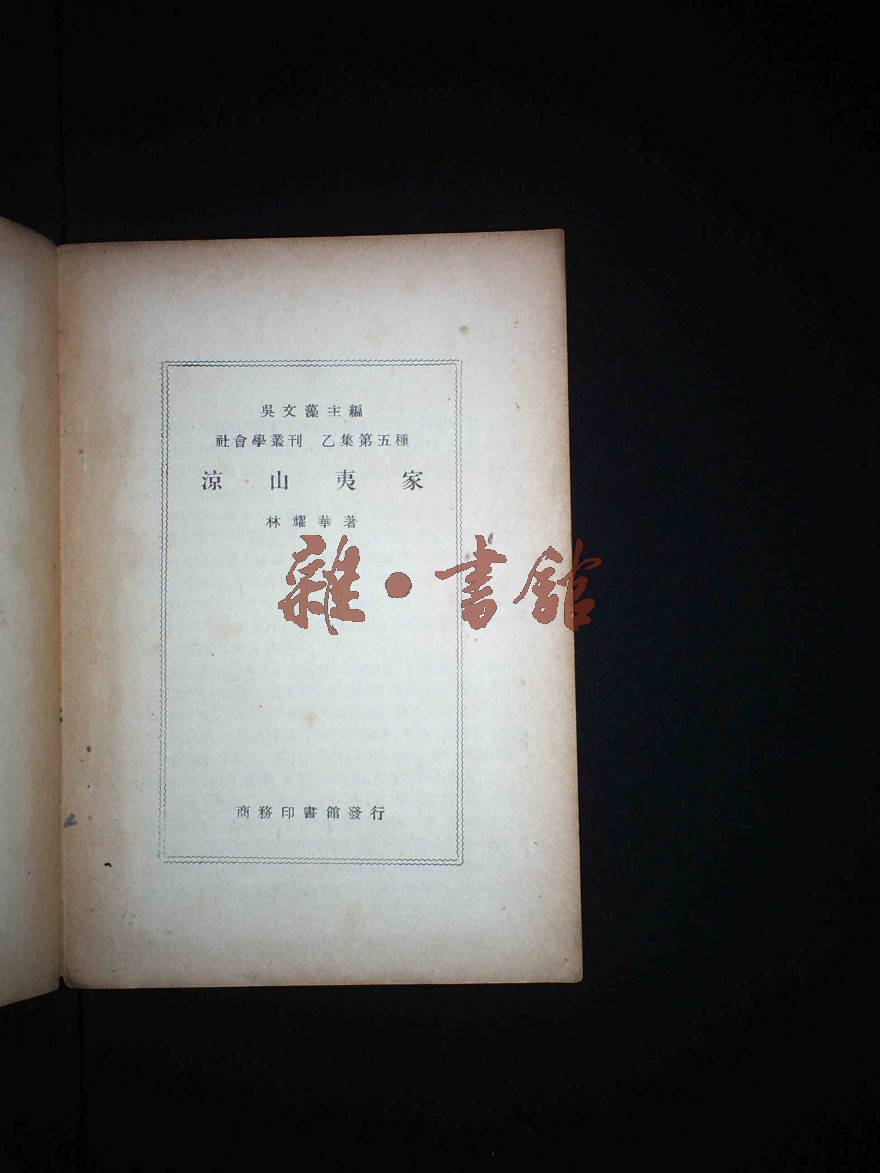 吳文藻主編
社會學叢刊 乙集第五種
涼山夷家
林耀華著
雜·書館
商務印書館發行